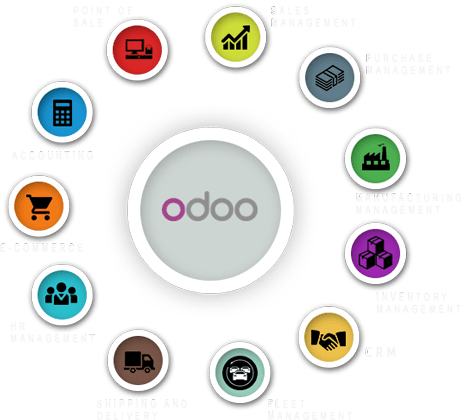 POINT OF
SALE
SALES
MANAGEMENT
PURCHASE
MANAGEMENT
ACCOUNTING
MANUFACTURING
MANAGEMENT
odoo
E-COMMERCE
INVENTORY
MANAGEMENT
HR
MANAGEMENT
CRM
SHIPPING AND
DELIVERY
FLEET
MANAGEMENT